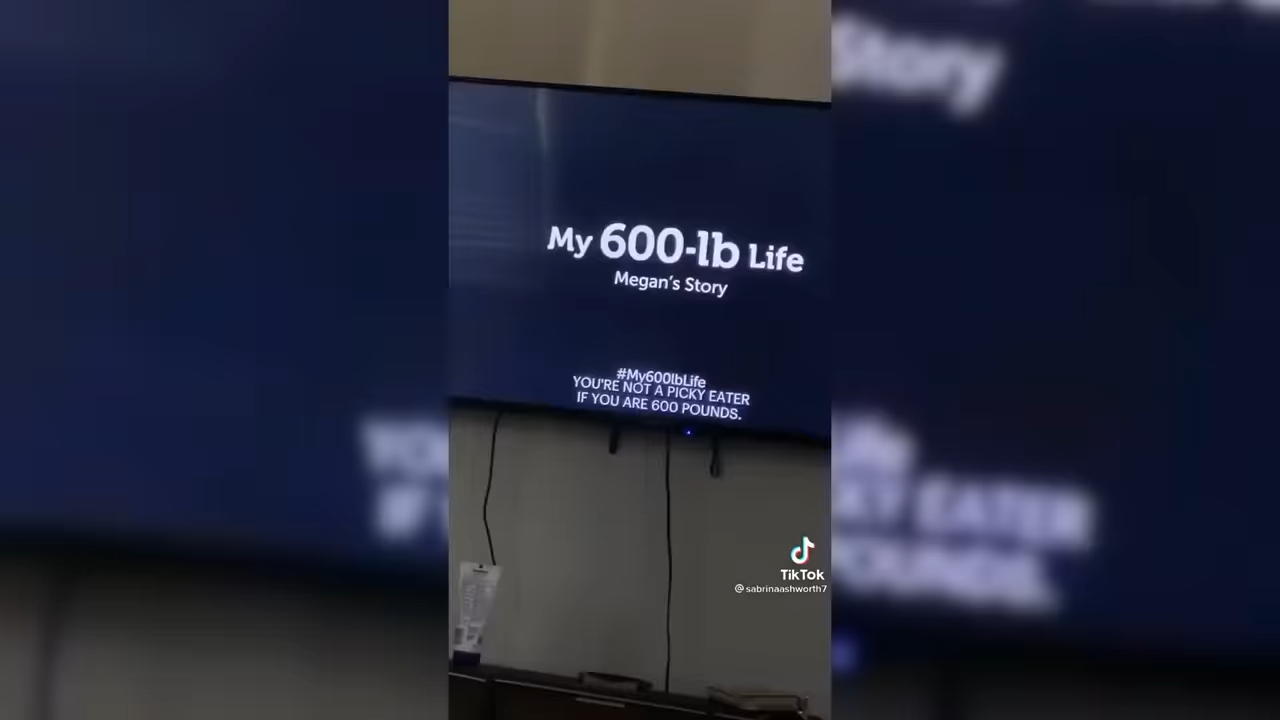 My 600-lb Life
Megan's Story
#My600lbLife
YOU'RE NOT A PICKY EATER
IF YOU ARE 600 POUNDS.
TikTok
@sabrinaashworth7